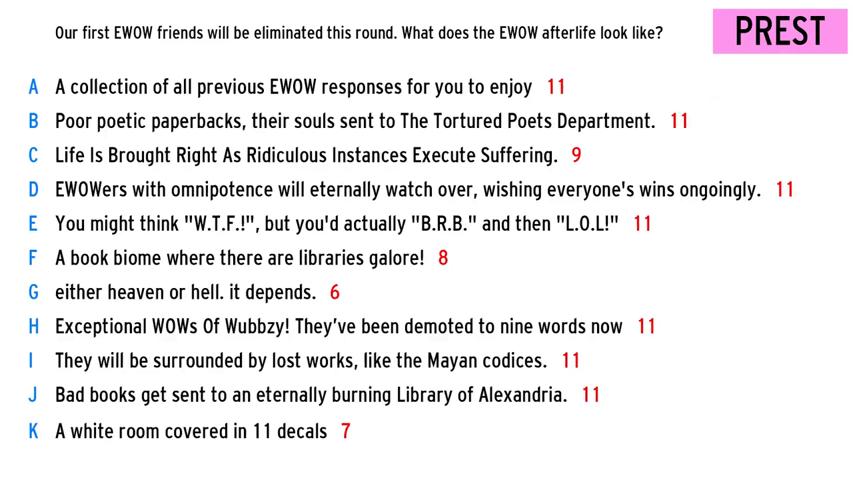 Our first EWOW friends will be eliminated this round. What does the EWOW afterlife look like?
PREST
A A collection of all previous EWOW responses for you to enjoy 11
B Poor poetic paperbacks, their souls sent to The Tortured Poets Department. 11
C Life Is Brought Right As Ridiculous Instances Execute Suffering. 9
D EWOWers with omnipotence will eternally watch over, wishing everyone's wins ongoingly. 11
E You might think "W.T.F.!", but you'd actually "B.R.B." and then "L.O.L!" 11
F A book biome where there are libraries galore! 8
G either heaven or hell. it depends. 6
H Exceptional WOWs Of Wubbzy! They’ve been demoted to nine words now 11
I They will be surrounded by lost works, like the Mayan codices. 11
J Bad books get sent to an eternally burning Library of Alexandria. 11
K A white room covered in 11 decals 7